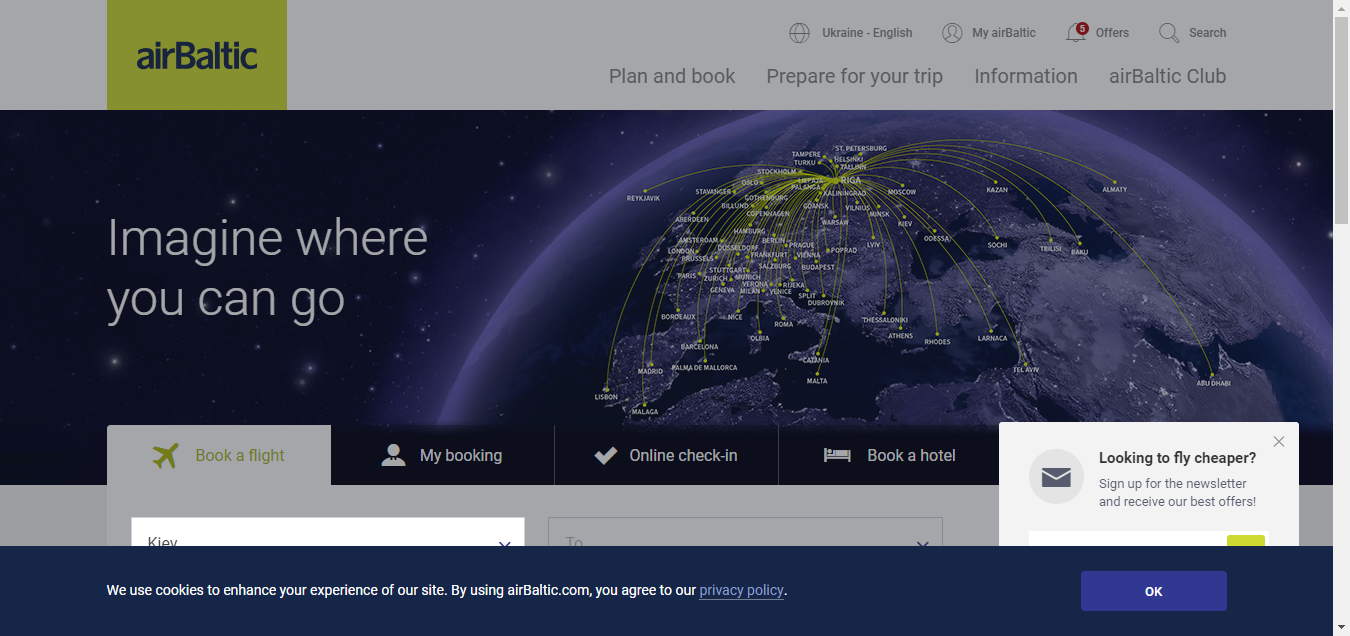 airBaltic
Ukraine - English
My airBaltic
5
Offers
Search
Plan and book
Prepare for your trip
Information
airBaltic Club
Imagine where
you can go
ST. PETERSBURG
TAMPERE
HELSINKI
TURKU
TALLINN
STOCKHOLM
OSLO
LIEPAJA
RIGA
PALANGA
STAVANGER
KALININGRAD
MOSCOW
KAZAN
ALMATY
REYKJAVIK
GOTHENBURG
BILLUND
GDANSK
VILNIUS
COPENHAGEN
MINSK
ABERDEEN
WARSAW
KIEV
HAMBURG
ODESSA
AMSTERDAM
BERLIN
PRAGUE
LVIV
SOCHI
LONDON
DUSSELDORF
POPRAD
TBILISI
BAKU
BRUSSELS
FRANKFURT
VIENNA
STUTTGART
SALZBURG
BUDAPEST
PARIS
ZURICH
MUNICH
VERONA
RIJEKA
GENEVA
MILAN
VENICE
SPLIT
DUBROVNIK
BORDEAUX
NICE
ROMA
THESSALONIKI
OLBIA
ATHENS
RHODES
LARNACA
BARCELONA
CATANIA
MADRID
PALMA DE MALLORCA
TEL AVIV
MALTA
ABU DHABI
LISBON
MALAGA
Book a flight
My booking
Online check-in
Book a hotel
Looking to fly cheaper?
Sign up for the newsletter
and receive our best offers!
Kiev
To
We use cookies to enhance your experience of our site. By using airBaltic.com, you agree to our privacy policy.
OK